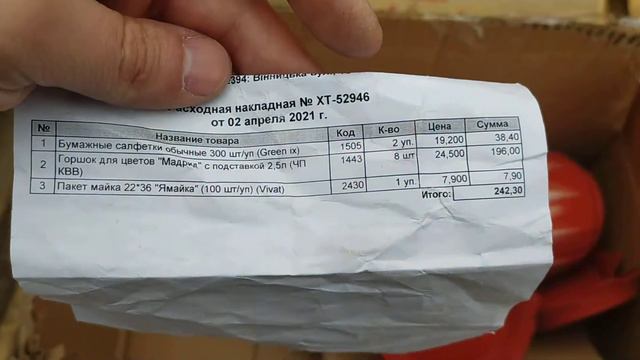 394: Вінницька
Расходная накладная № ХТ-52946
от 02 апреля 2021 г.
№ Название товара Код К-во Цена Сумма
1 Бумажные салфетки обычные 300 шт/уп (Green ix) 1505 2 уп. 19,200 38,40
2 Горшок для цветов "Мадрид" с подставкой 2,5л (ЧП КВВ) 1443 8 шт 24,500 196,00
3 Пакет майка 22*36 "Ямайка" (100 шт/уп) (Vivat) 2430 1 уп. 7,900 7,90
Итого: 242,30